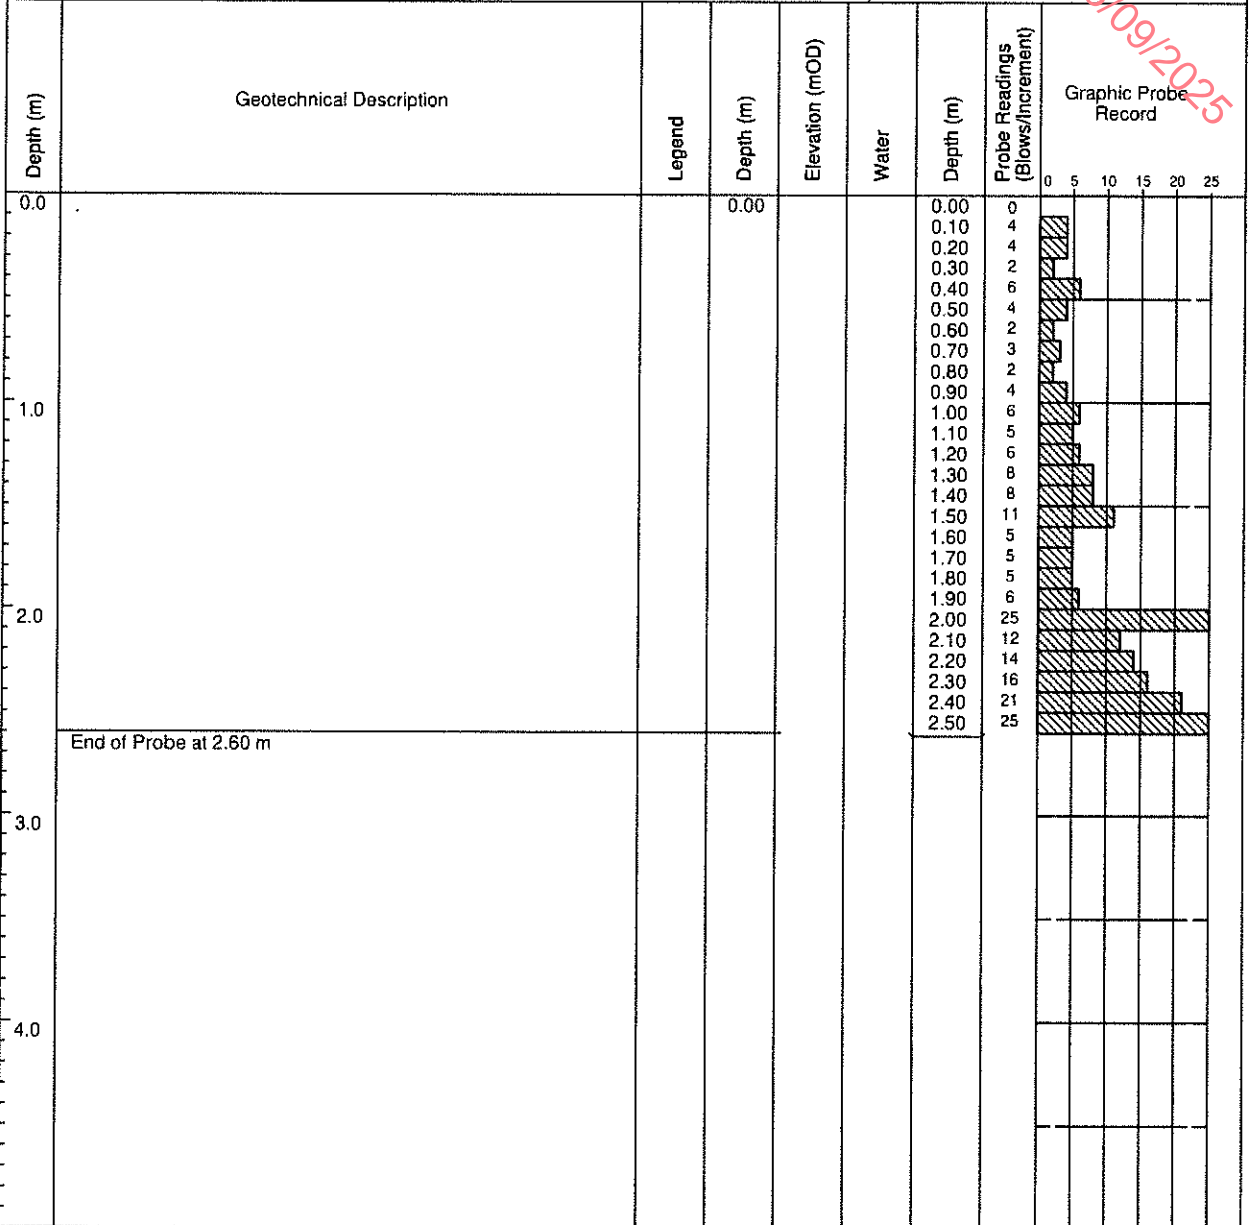 /09/2025
Depth (m)
Geotechnical Description
Legend
Depth (m)
Elevation (mOD)
Water
Depth (m)
Probe Readings
(Blows/Increment)
Graphic Probe
Record
0 5 10 15 20 25
0.0
0.00
0.00 0
0.10 4
0.20 4
0.30 2
0.40 6
0.50 4
0.60 2
0.70 3
0.80 2
0.90 4
1.0
1.00 6
1.10 5
1.20 6
1.30 8
1.40 8
1.50 11
1.60 5
1.70 5
1.80 5
1.90 6
2.0
2.00 25
2.10 12
2.20 14
2.30 16
2.40 21
2.50 25
End of Probe at 2.60 m
3.0
4.0